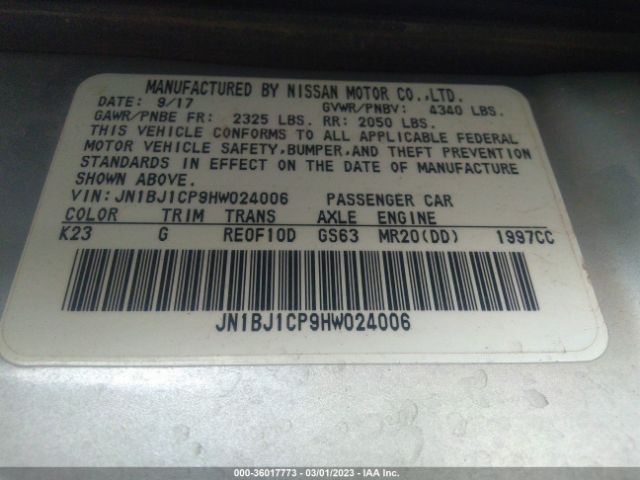 MANUFACTURED BY NISSAN MOTOR CO.,LTD.
DATE: 9/17 GVWR/PNBV: 4340 LBS.
GAWR/PNBE FR: 2325 LBS. RR: 2050 LBS.
THIS VEHICLE CONFORMS TO ALL APPLICABLE FEDERAL
MOTOR VEHICLE SAFETY,BUMPER,AND THEFT PREVENTION
STANDARDS IN EFFECT ON THE DATE OF MANUFACTURE
SHOWN ABOVE.
VIN:JN1BJ1CP9HW024006 PASSENGER CAR
COLOR TRIM TRANS AXLE ENGINE
K23 G RE0F10D GS63 MR20(DD) 1997CC
JN1BJ1CP9HW024006
000-36017773 — 03/01/2023 — IAA Inc.